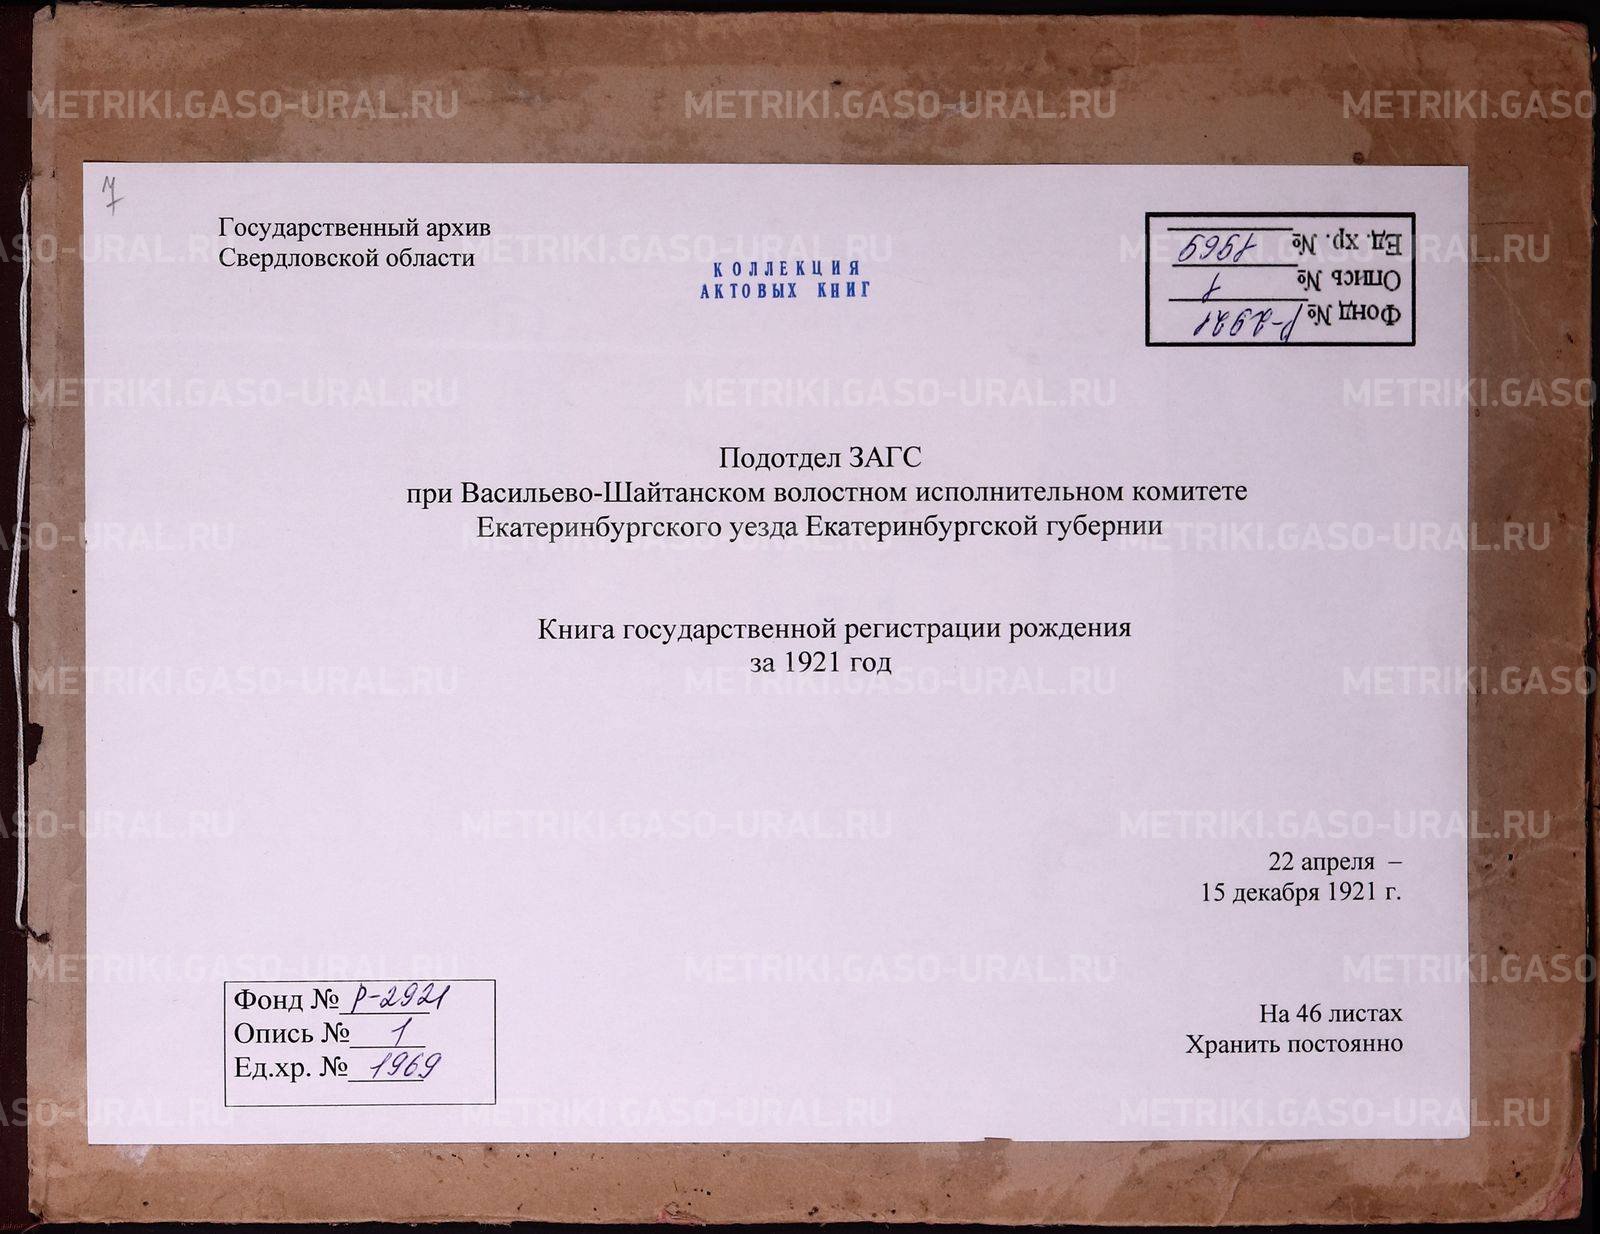 7
Государственный архив
Свердловской области
КОЛЛЕКЦИЯ
АКТОВЫХ КНИГ
Фонд № Р-2921
Опись № 1
Ед. хр. № 1969
Подотдел ЗАГС
при Васильево-Шайтанском волостном исполнительном комитете
Екатеринбургского уезда Екатеринбургской губернии
Книга государственной регистрации рождения
за 1921 год
22 апреля –
15 декабря 1921 г.
На 46 листах
Хранить постоянно
Фонд № Р-2921
Опись № 1
Ед.хр. № 1969
METRIKI.GASO-URAL.RU